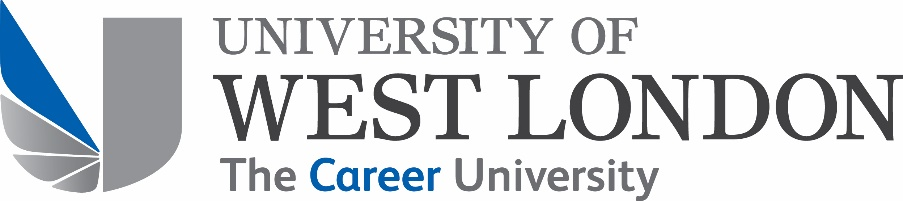 UNIVERSITY OF
WEST LONDON
The Career University